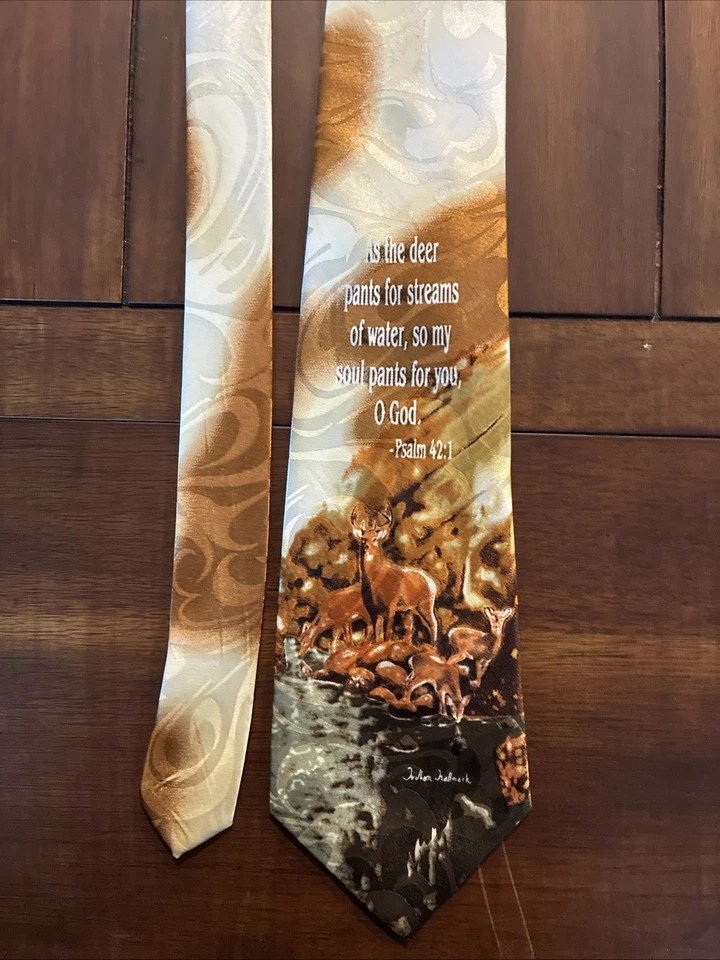 As the deer
pants for streams
of water, so my
soul pants for you,
O God.
-Psalm 42:1